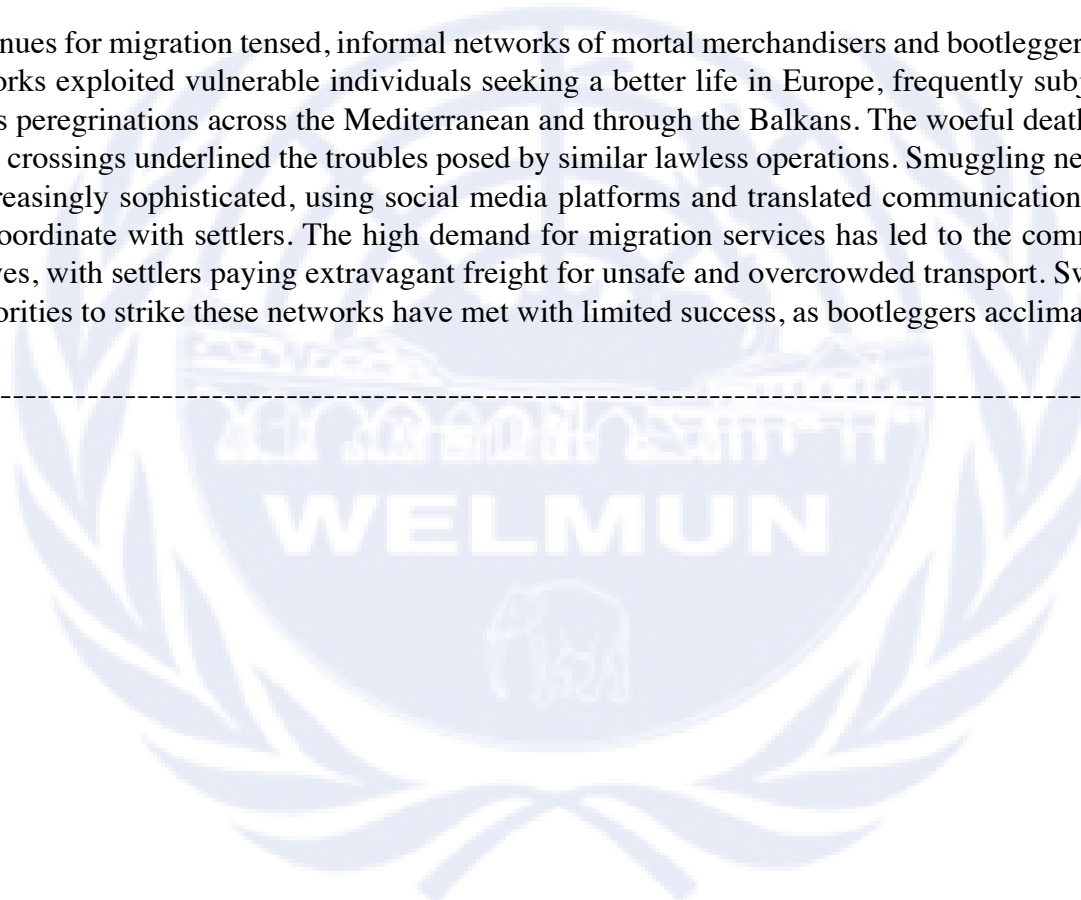 nues for migration tensed, informal networks of mortal merchandisers and bootlegger
orks exploited vulnerable individuals seeking a better life in Europe, frequently sub
s peregrinations across the Mediterranean and through the Balkans. The woeful death
crossings underlined the troubles posed by similar lawless operations. Smuggling ne
reasingly sophisticated, using social media platforms and translated communication
oordinate with settlers. The high demand for migration services has led to the com
es, with settlers paying extravagant freight for unsafe and overcrowded transport. Sw
orities to strike these networks have met with limited success, as bootleggers acclima
WELMUN